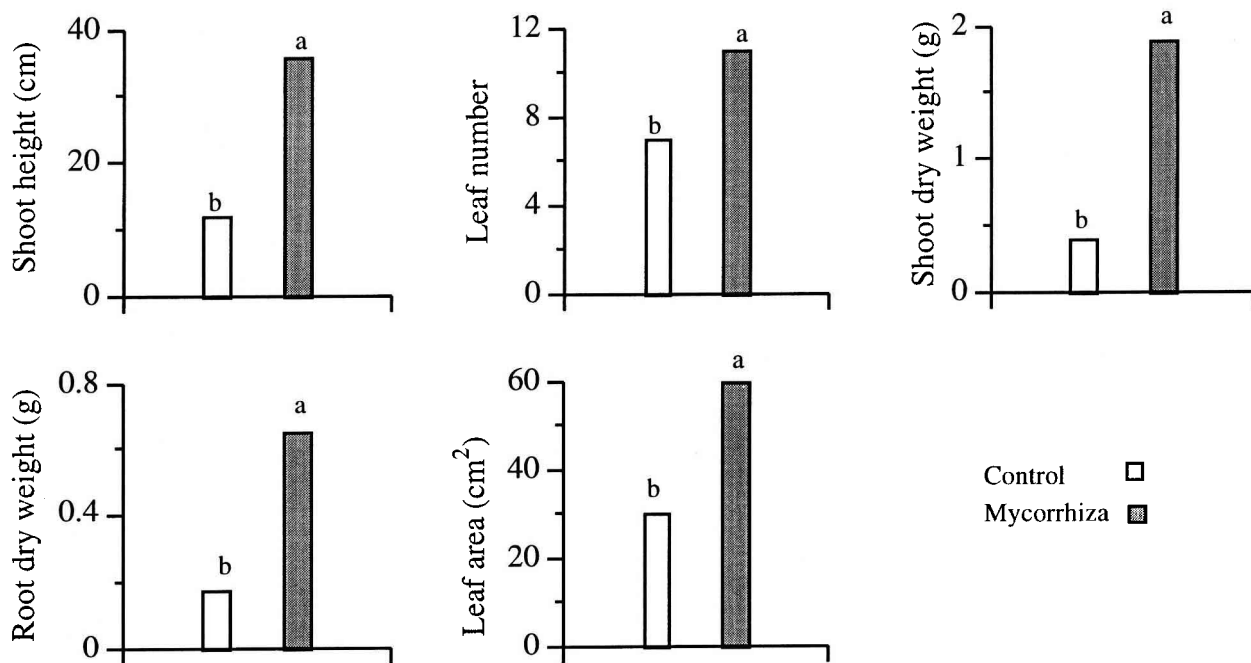 Shoot height (cm)
40
20
0
b
a
Leaf number
12
8
4
0
b
a
Shoot dry weight (g)
2
1
0
b
a
Root dry weight (g)
0.8
0.4
0
b
a
Leaf area (cm²)
60
40
20
0
b
a
Control
Mycorrhiza